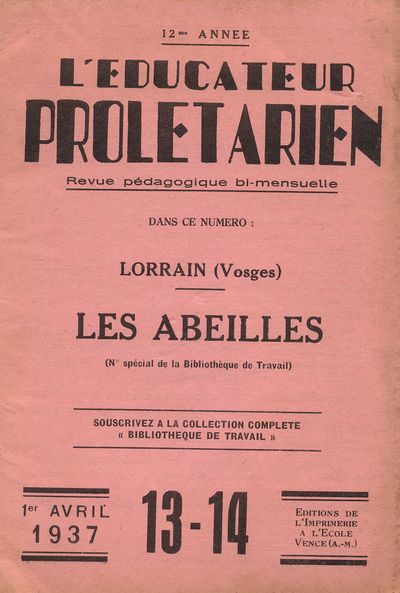 12me ANNEE
L'EDUCATEUR
PROLETARIEN
Revue pédagogique bi-mensuelle
DANS CE NUMERO :
LORRAIN (Vosges)
LES ABEILLES
(N° spécial de la Bibliothèque de Travail)
SOUSCRIVEZ A LA COLLECTION COMPLETE
« BIBLIOTHEQUE DE TRAVAIL »
1er AVRIL
1937
13-14
EDITIONS DE
L'IMPRIMERIE
A L'ECOLE
VENCE (A.-M.)